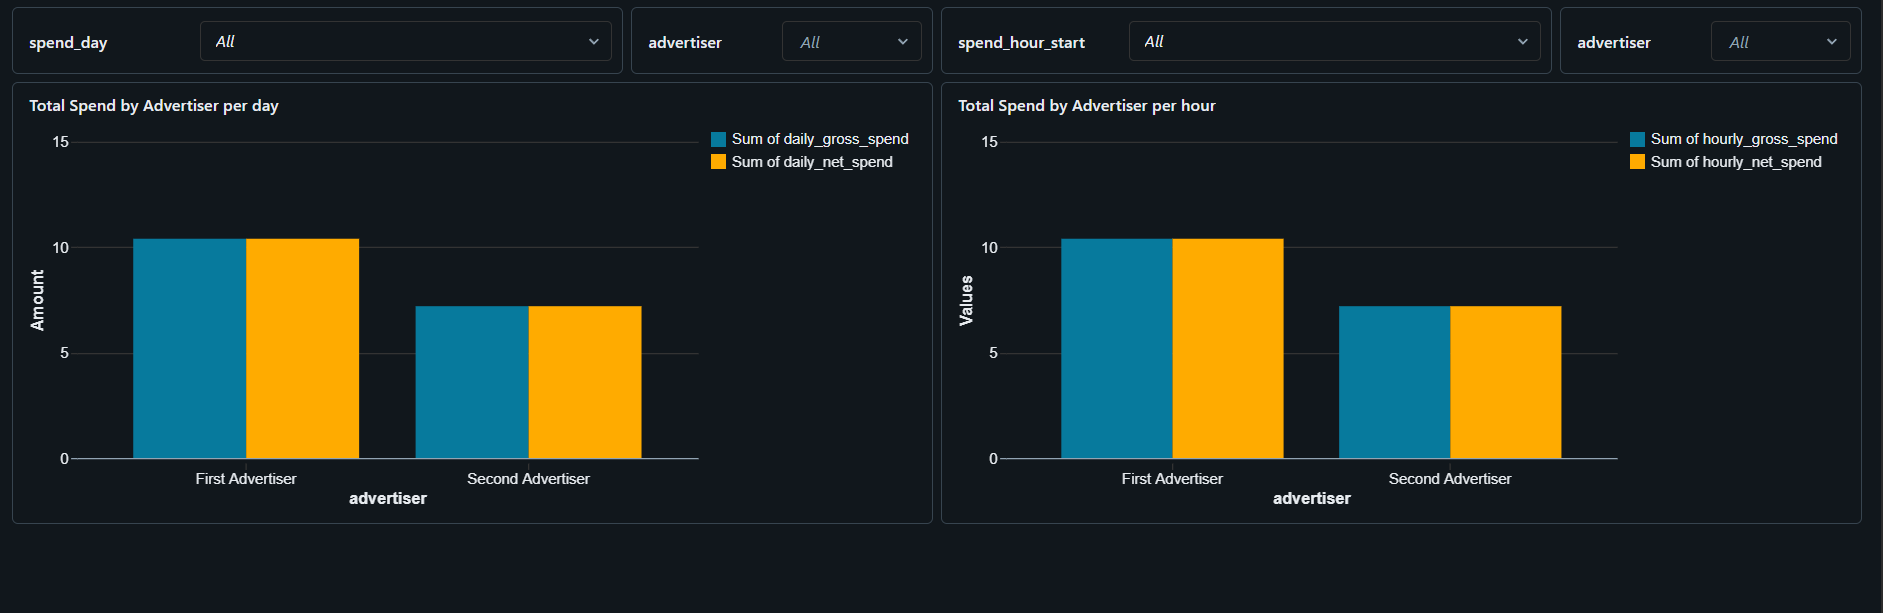 spend_day
All
advertiser
All
spend_hour_start
All
advertiser
All
Total Spend by Advertiser per day
15
10
5
0
Amount
First Advertiser
Second Advertiser
advertiser
Sum of daily_gross_spend
Sum of daily_net_spend
Total Spend by Advertiser per hour
15
10
5
0
Values
First Advertiser
Second Advertiser
advertiser
Sum of hourly_gross_spend
Sum of hourly_net_spend